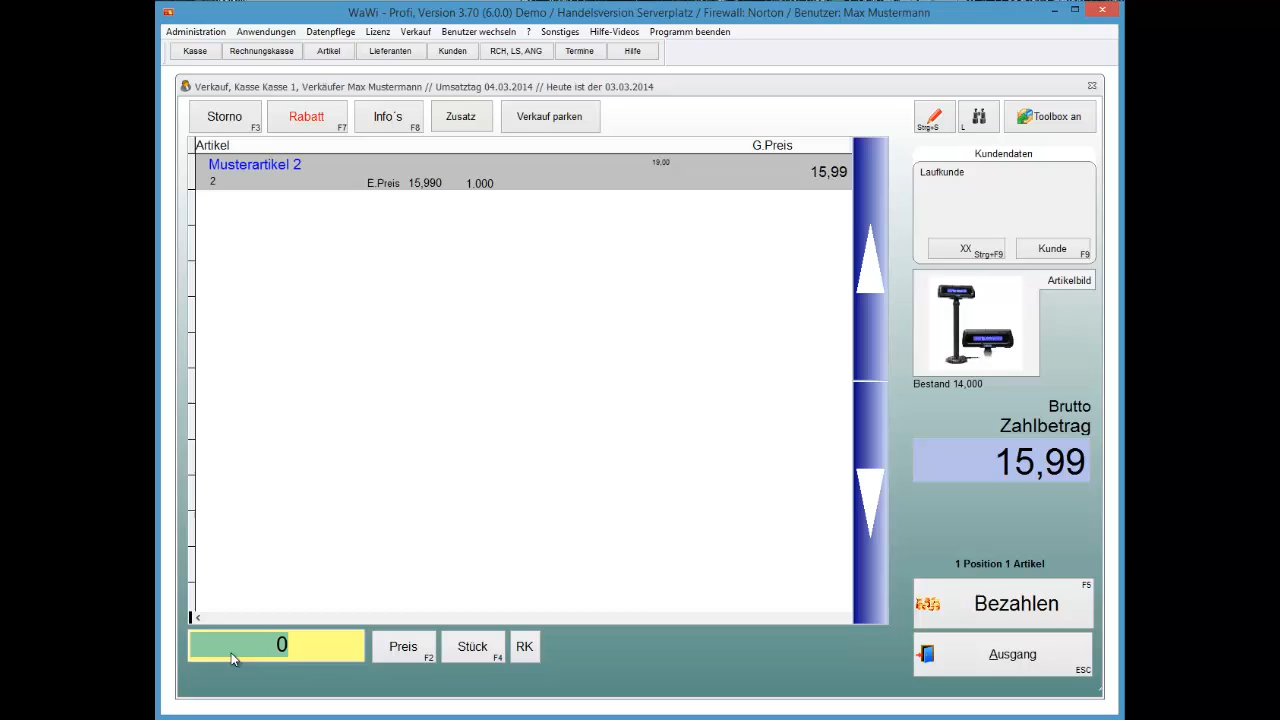 WaWi - Profi, Version 3.70 (6.0.0) Demo / Handelsversion Serverplatz / Firewall: Norton / Benutzer: Max Mustermann
Administration Anwendungen Datenpflege Lizenz Verkauf Benutzer wechseln ? Sonstiges Hilfe-Videos Programm beenden
Kasse Rechnungskasse Artikel Lieferanten Kunden RCH, LS, ANG Termine Hilfe
Verkauf, Kasse Kasse 1, Verkäufer Max Mustermann // Umsatztag 04.03.2014 // Heute ist der 03.03.2014
Storno F3 Rabatt F7 Info´s F8 Zusatz Verkauf parken Strg+S L Toolbox an
Artikel G.Preis
Musterartikel 2 19,00 15,99
2 E.Preis 15,990 1.000
Kundendaten
Laufkunde
XX Strg+F9 Kunde F9
Artikelbild
Bestand 14,000
Brutto
Zahlbetrag
15,99
1 Position 1 Artikel
Bezahlen F5
0 Preis F2 Stück F4 RK
Ausgang ESC